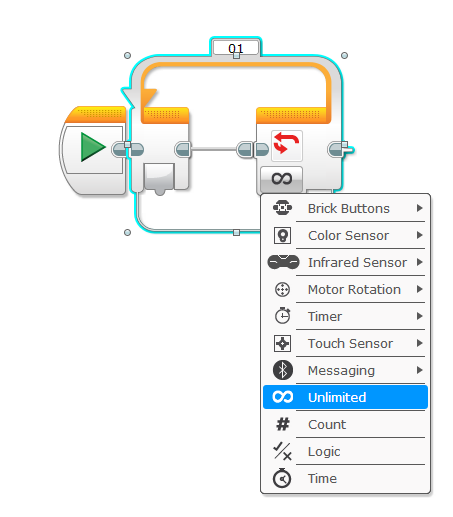 01
Brick Buttons
Color Sensor
Infrared Sensor
Motor Rotation
Timer
Touch Sensor
Messaging
Unlimited
# Count
Logic
Time